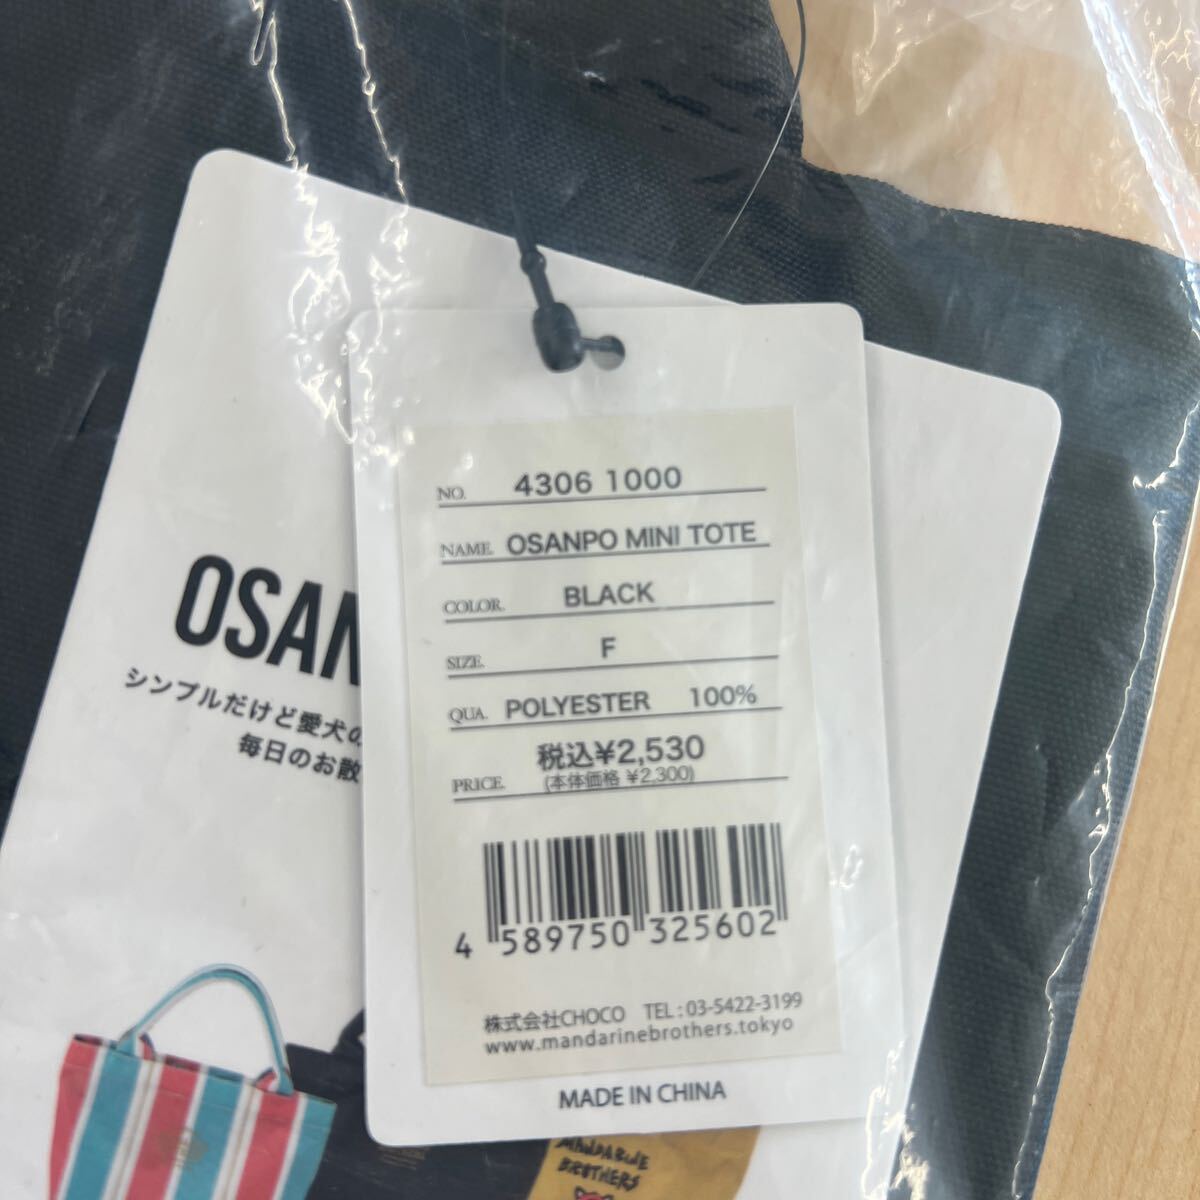 OSAN
シンプルだけど愛犬の
毎日のお散
NO. 4306 1000
NAME. OSANPO MINI TOTE
COLOR. BLACK
SIZE. F
QUA. POLYESTER 100%
PRICE. 税込¥2,530
(本体価格 ¥2,300)
4 589750 325602
株式会社CHOCO TEL : 03-5422-3199
www.mandarinebrothers.tokyo
MADE IN CHINA
MANDARINE
BROTHERS